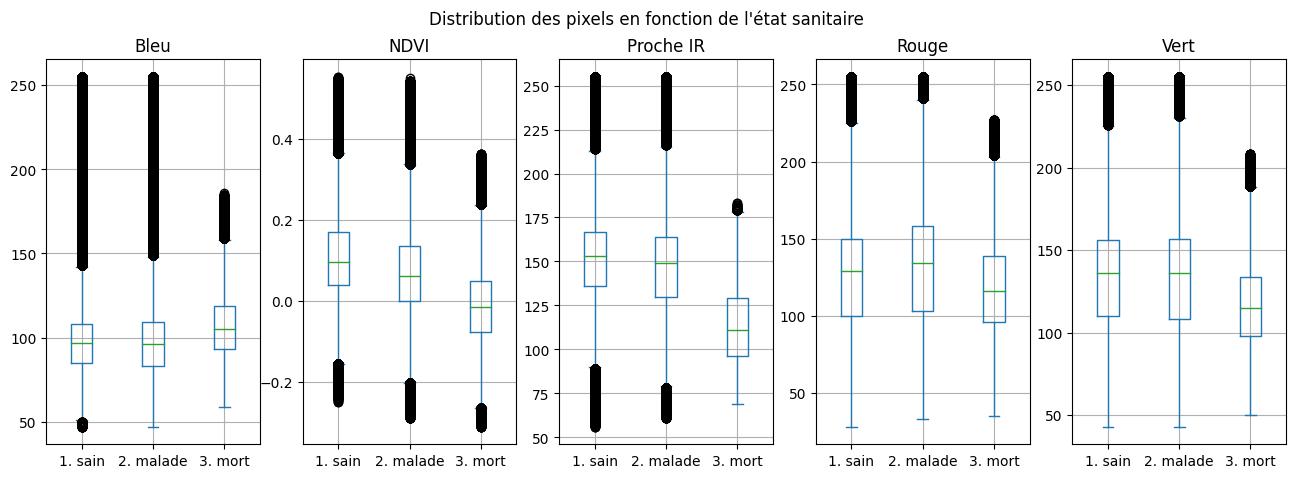 Distribution des pixels en fonction de l'état sanitaire
Bleu
250
200
150
100
50
1. sain 2. malade 3. mort
NDVI
0.4
0.2
0.0
−0.2
1. sain 2. malade 3. mort
Proche IR
250
225
200
175
150
125
100
75
50
1. sain 2. malade 3. mort
Rouge
250
200
150
100
50
1. sain 2. malade 3. mort
Vert
250
200
150
100
50
1. sain 2. malade 3. mort